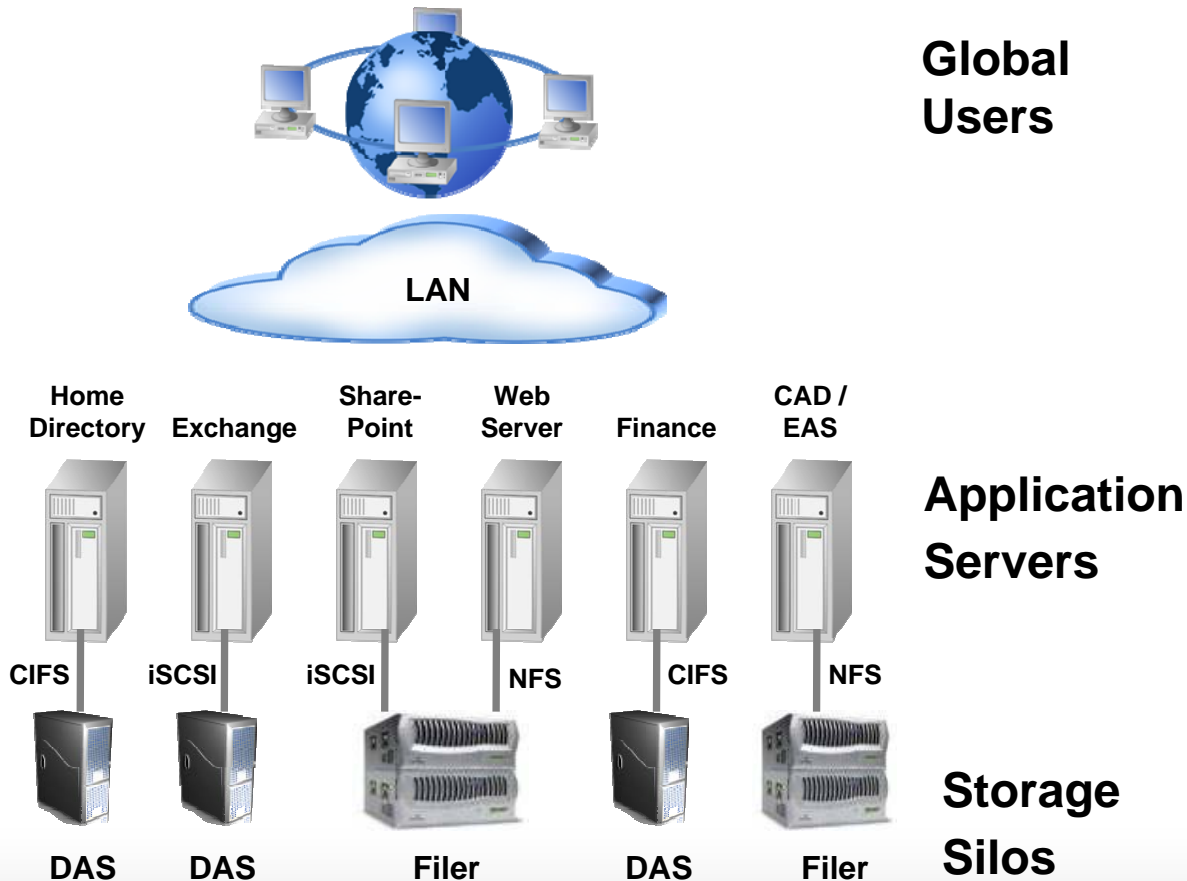 Global
Users
LAN
Home
Directory
Exchange
Share-
Point
Web
Server
Finance
CAD /
EAS
Application
Servers
CIFS
iSCSI
iSCSI
NFS
CIFS
NFS
Storage
Silos
DAS
DAS
Filer
DAS
Filer